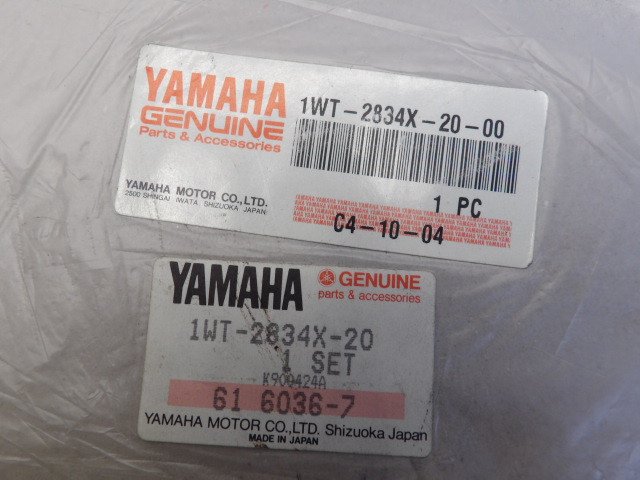 YAMAHA
GENUINE
Parts & Accessories
1WT-2834X-20-00
1 PC
YAMAHA MOTOR CO.,LTD.
2500 SHINGAI IWATA, SHIZUOKA JAPAN
C4-10-04
YAMAHA
GENUINE
parts & accessories
1WT-2834X-20
1 SET
K900424A
61 6036-7
YAMAHA MOTOR CO.,LTD. Shizuoka Japan
MADE IN JAPAN